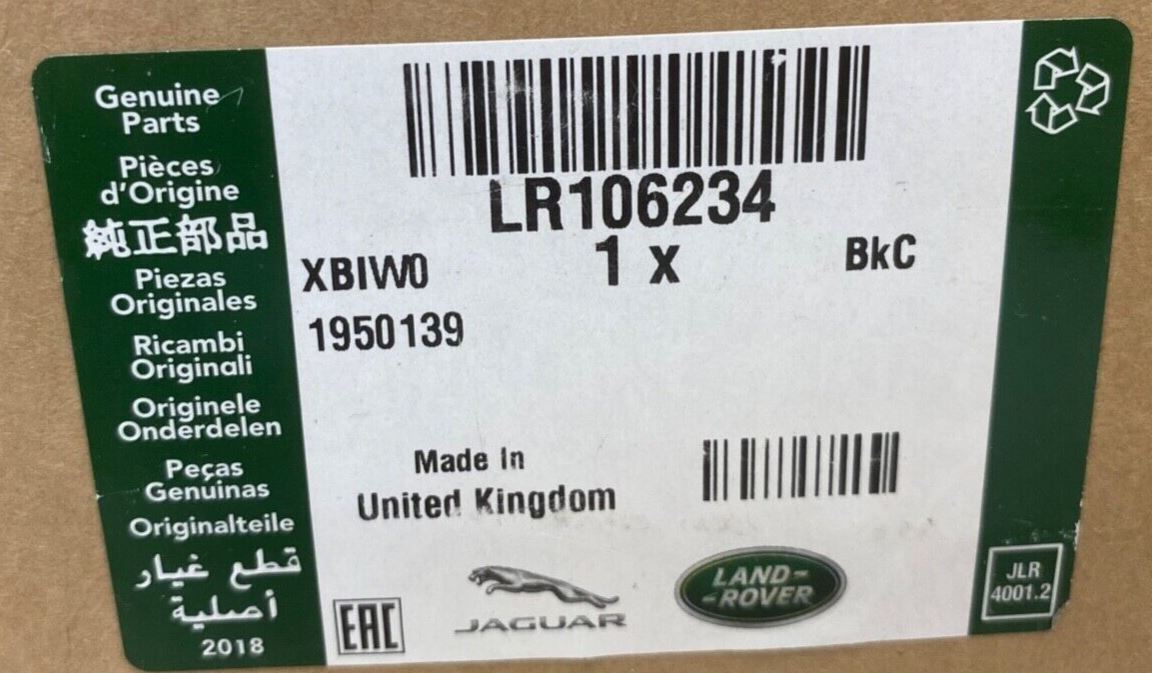 Genuine
Parts
Pièces
d'Origine
純正部品
Piezas
Originales
Ricambi
Originali
Originele
Onderdelen
Peças
Genuinas
Originalteile
قطع غيار
أصلية
2018
LR106234
XBIW0
1 x
BkC
1950139
Made In
United Kingdom
EAC
JAGUAR
LAND-
-ROVER
JLR
4001.2